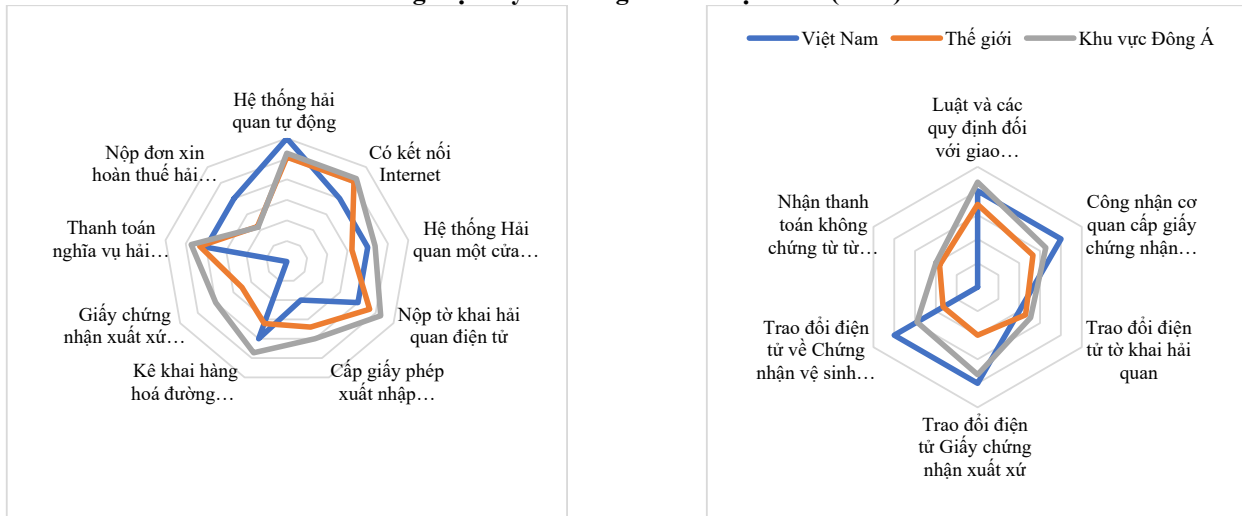 Hệ thống hải
quan tự động
Có kết nối
Internet
Hệ thống Hải
quan một cửa…
Nộp tờ khai hải
quan điện tử
Cấp giấy phép
xuất nhập…
Kê khai hàng
hoá đường…
Giấy chứng
nhận xuất xứ…
Thanh toán
nghĩa vụ hải…
Nộp đơn xin
hoàn thuế hải…
Việt Nam Thế giới Khu vực Đông Á
Luật và các
quy định đối
với giao…
Công nhận cơ
quan cấp giấy
chứng nhận…
Trao đổi điện
tử tờ khai hải
quan
Trao đổi điện
tử Giấy chứng
nhận xuất xứ
Trao đổi điện
tử về Chứng
nhận vệ sinh…
Nhận thanh
toán không
chứng từ từ…